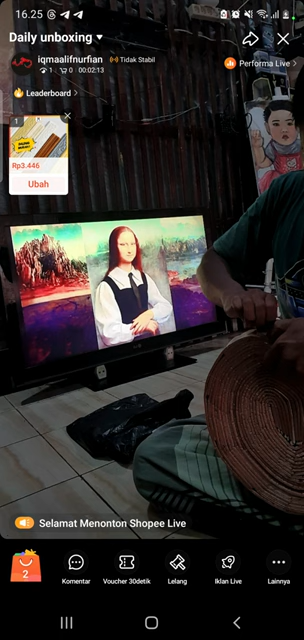 16.25
Daily unboxing
iqmaalifnurfian
Tidak Stabil
1 0 00:02:13
Performa Live >
Leaderboard >
1
Rp3.446
Ubah
Selamat Menonton Shopee Live
2
Komentar
Voucher 30detik
Lelang
Iklan Live
Lainnya